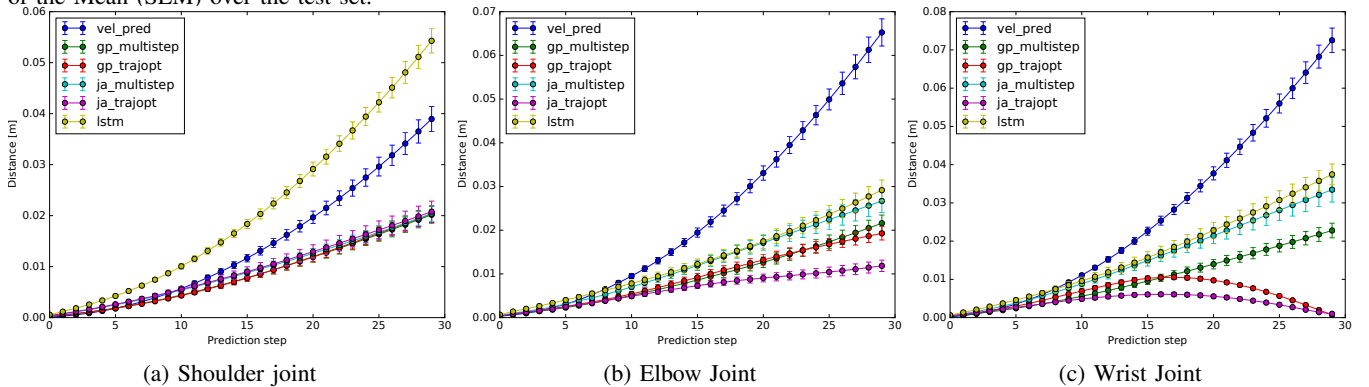 of the Mean (SEM) over the test set.
0.06
0.05
0.04
0.03
0.02
0.01
0.00
Distance [m]
vel_pred
gp_multistep
gp_trajopt
ja_multistep
ja_trajopt
lstm
0 5 10 15 20 25 30
Prediction step
(a) Shoulder joint
0.07
0.06
0.05
0.04
0.03
0.02
0.01
0.00
Distance [m]
vel_pred
gp_multistep
gp_trajopt
ja_multistep
ja_trajopt
lstm
0 5 10 15 20 25 30
Prediction step
(b) Elbow Joint
0.08
0.07
0.06
0.05
0.04
0.03
0.02
0.01
0.00
Distance [m]
vel_pred
gp_multistep
gp_trajopt
ja_multistep
ja_trajopt
lstm
0 5 10 15 20 25 30
Prediction step
(c) Wrist Joint